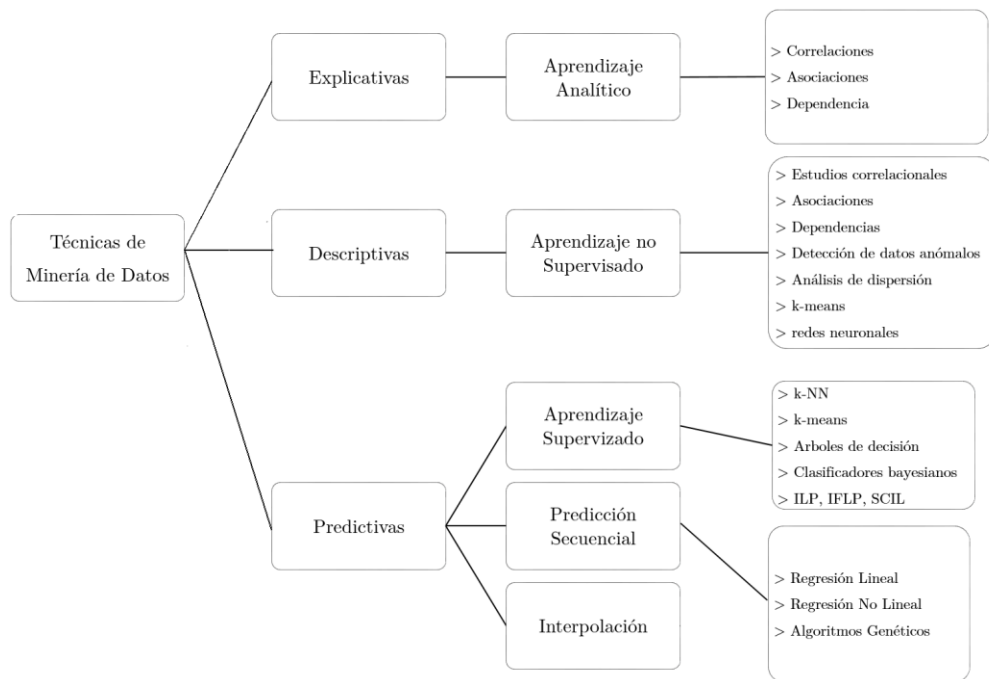 Técnicas de
Minería de Datos
Explicativas
Aprendizaje
Analítico
> Correlaciones
> Asociaciones
> Dependencia
Descriptivas
Aprendizaje no
Supervisado
> Estudios correlacionales
> Asociaciones
> Dependencias
> Detección de datos anómalos
> Análisis de dispersión
> k-means
> redes neuronales
Predictivas
Aprendizaje
Supervizado
> k-NN
> k-means
> Arboles de decisión
> Clasificadores bayesianos
> ILP, IFLP, SCIL
Predicción
Secuencial
> Regresión Lineal
> Regresión No Lineal
> Algoritmos Genéticos
Interpolación